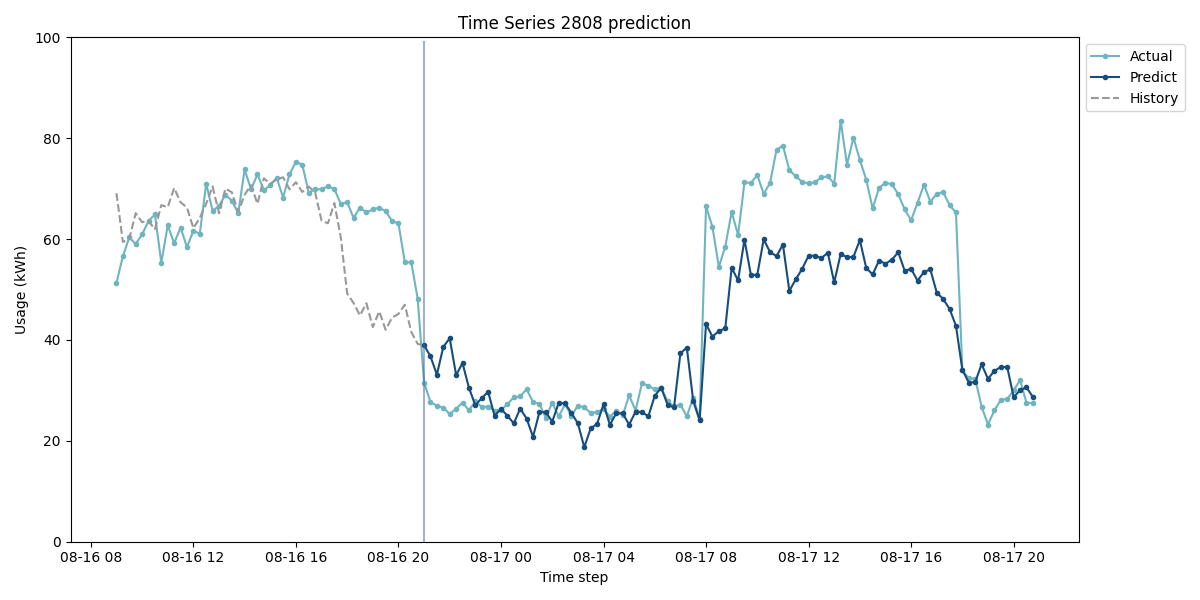 Time Series 2808 prediction
100
80
60
40
20
0
Usage (kWh)
08-16 08
08-16 12
08-16 16
08-16 20
08-17 00
08-17 04
08-17 08
08-17 12
08-17 16
08-17 20
Time step
Actual
Predict
History